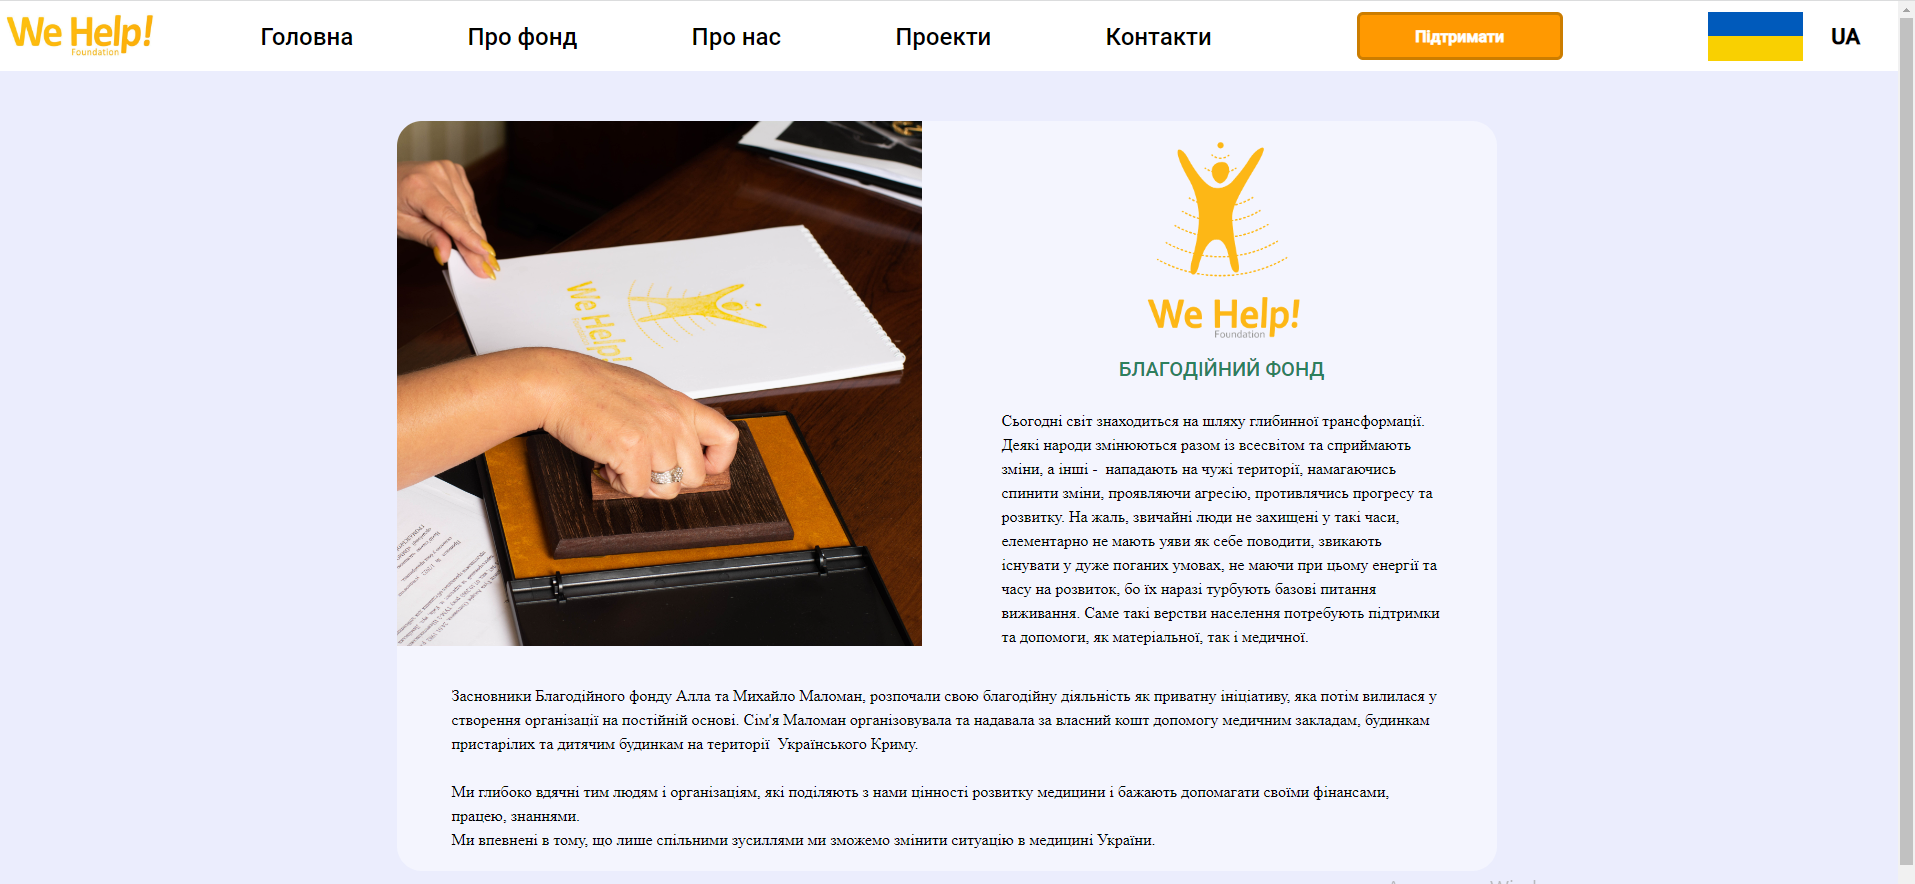 We Help!
Foundation
Головна
Про фонд
Про нас
Проекти
Контакти
Підтримати
UA
We Help!
We Help!
Foundation
БЛАГОДІЙНИЙ ФОНД
Сьогодні світ знаходиться на шляху глибинної трансформації.
Деякі народи змінюються разом із всесвітом та сприймають
зміни, а інші -  нападають на чужі території, намагаючись
спинити зміни, проявляючи агресію, противлячись прогресу та
розвитку. На жаль, звичайні люди не захищені у такі часи,
елементарно не мають уяви як себе поводити, звикають
існувати у дуже поганих умовах, не маючи при цьому енергії та
часу на розвиток, бо їх наразі турбують базові питання
виживання. Саме такі верстви населення потребують підтримки
та допомоги, як матеріальної, так і медичної.
Засновники Благодійного фонду Алла та Михайло Маломан, розпочали свою благодійну діяльність як приватну ініціативу, яка потім вилилася у
створення організації на постійній основі. Сім'я Маломан організовувала та надавала за власний кошт допомогу медичним закладам, будинкам
пристарілих та дитячим будинкам на території  Українського Криму.
Ми глибоко вдячні тим людям і організаціям, які поділяють з нами цінності розвитку медицини і бажають допомагати своїми фінансами,
працею, знаннями.
Ми впевнені в тому, що лише спільними зусиллями ми зможемо змінити ситуацію в медицині України.